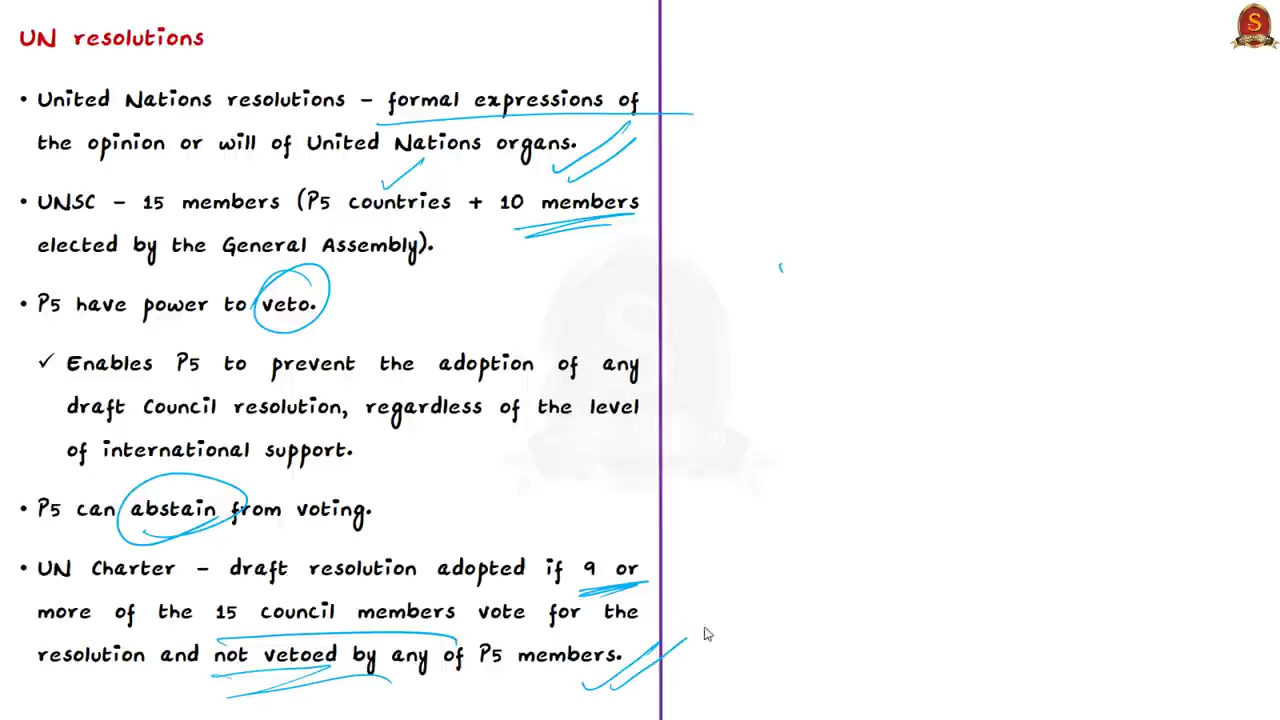 UN resolutions
• United Nations resolutions – formal expressions of
the opinion or will of United Nations organs.
• UNSC – 15 members (P5 countries + 10 members
elected by the General Assembly).
• P5 have power to veto.
✓ Enables P5 to prevent the adoption of any
draft Council resolution, regardless of the level
of international support.
• P5 can abstain from voting.
• UN Charter – draft resolution adopted if 9 or
more of the 15 council members vote for the
resolution and not vetoed by any of P5 members.
S